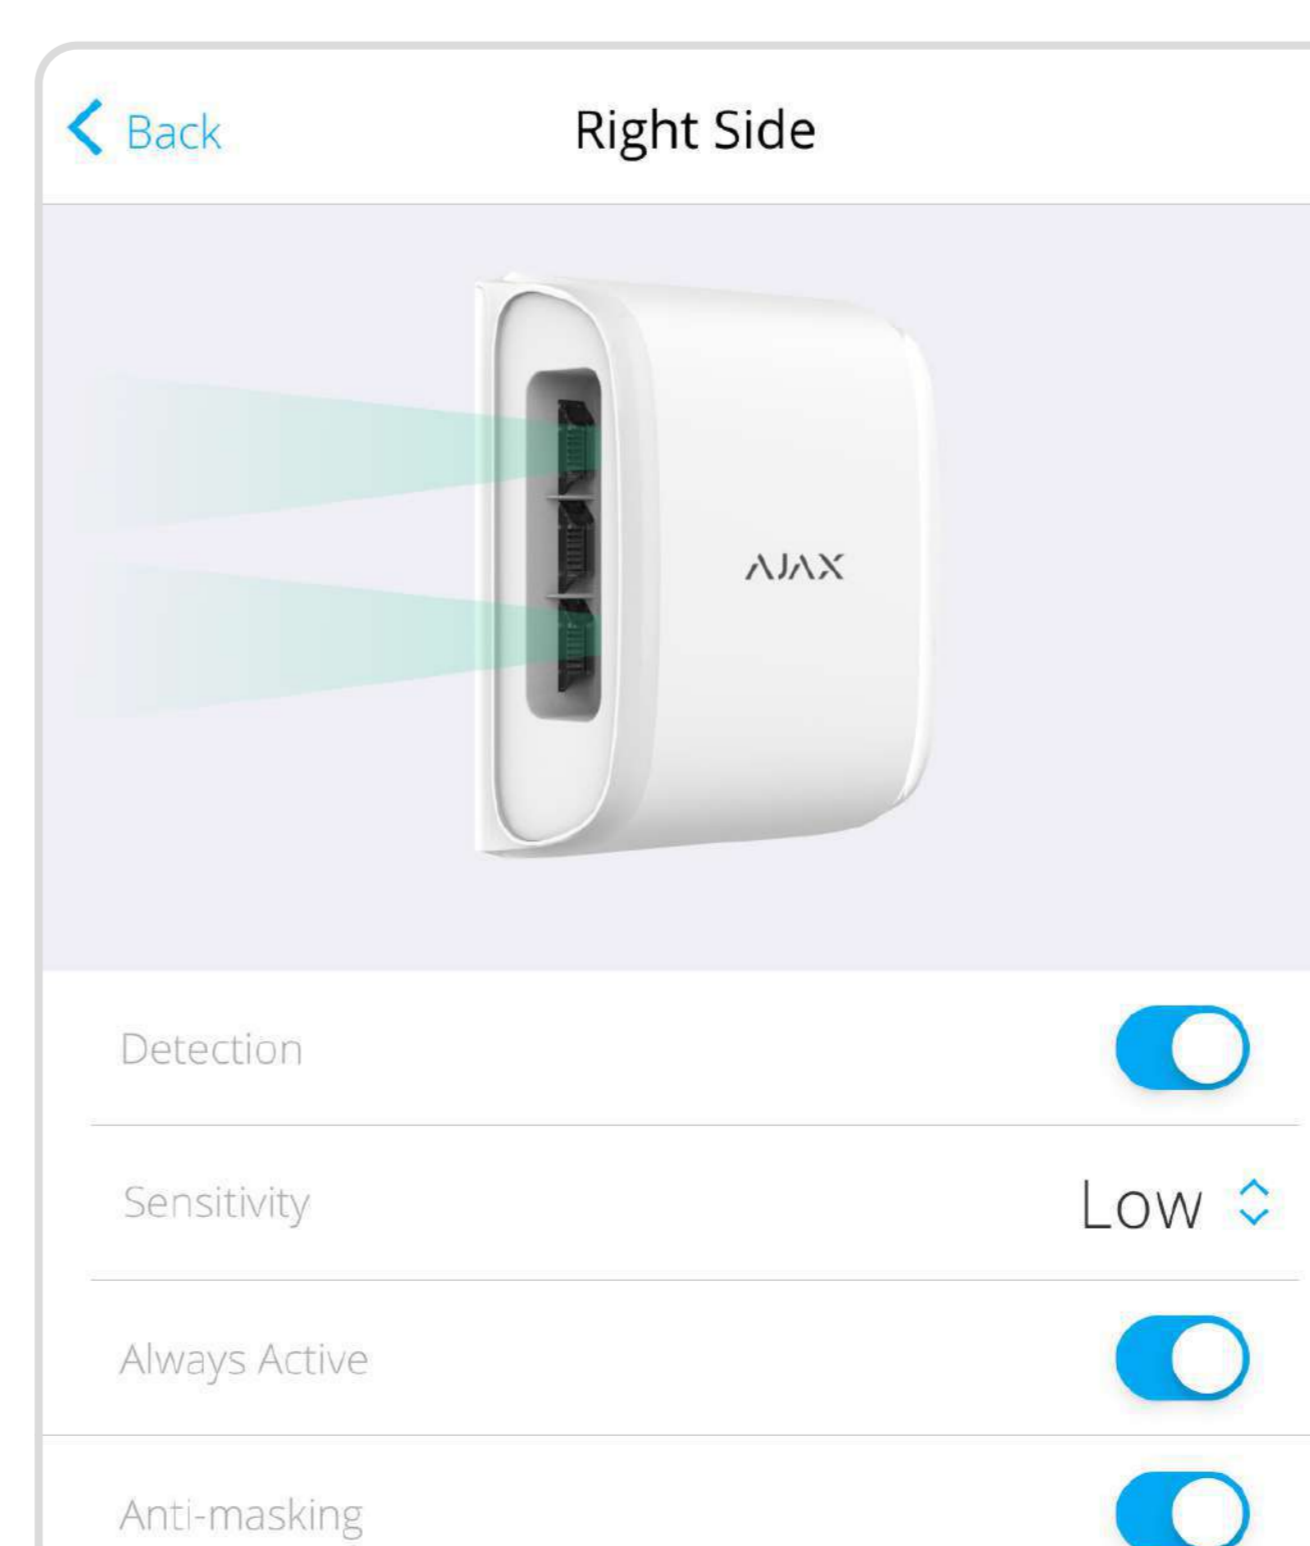 Back
Right Side
AJAX
Detection
Sensitivity
Low
Always Active
Anti-masking